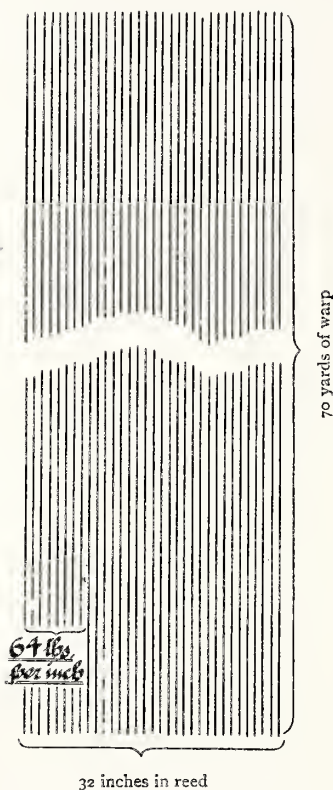 70 yards of warp
64 lbs.
per inch
32 inches in reed